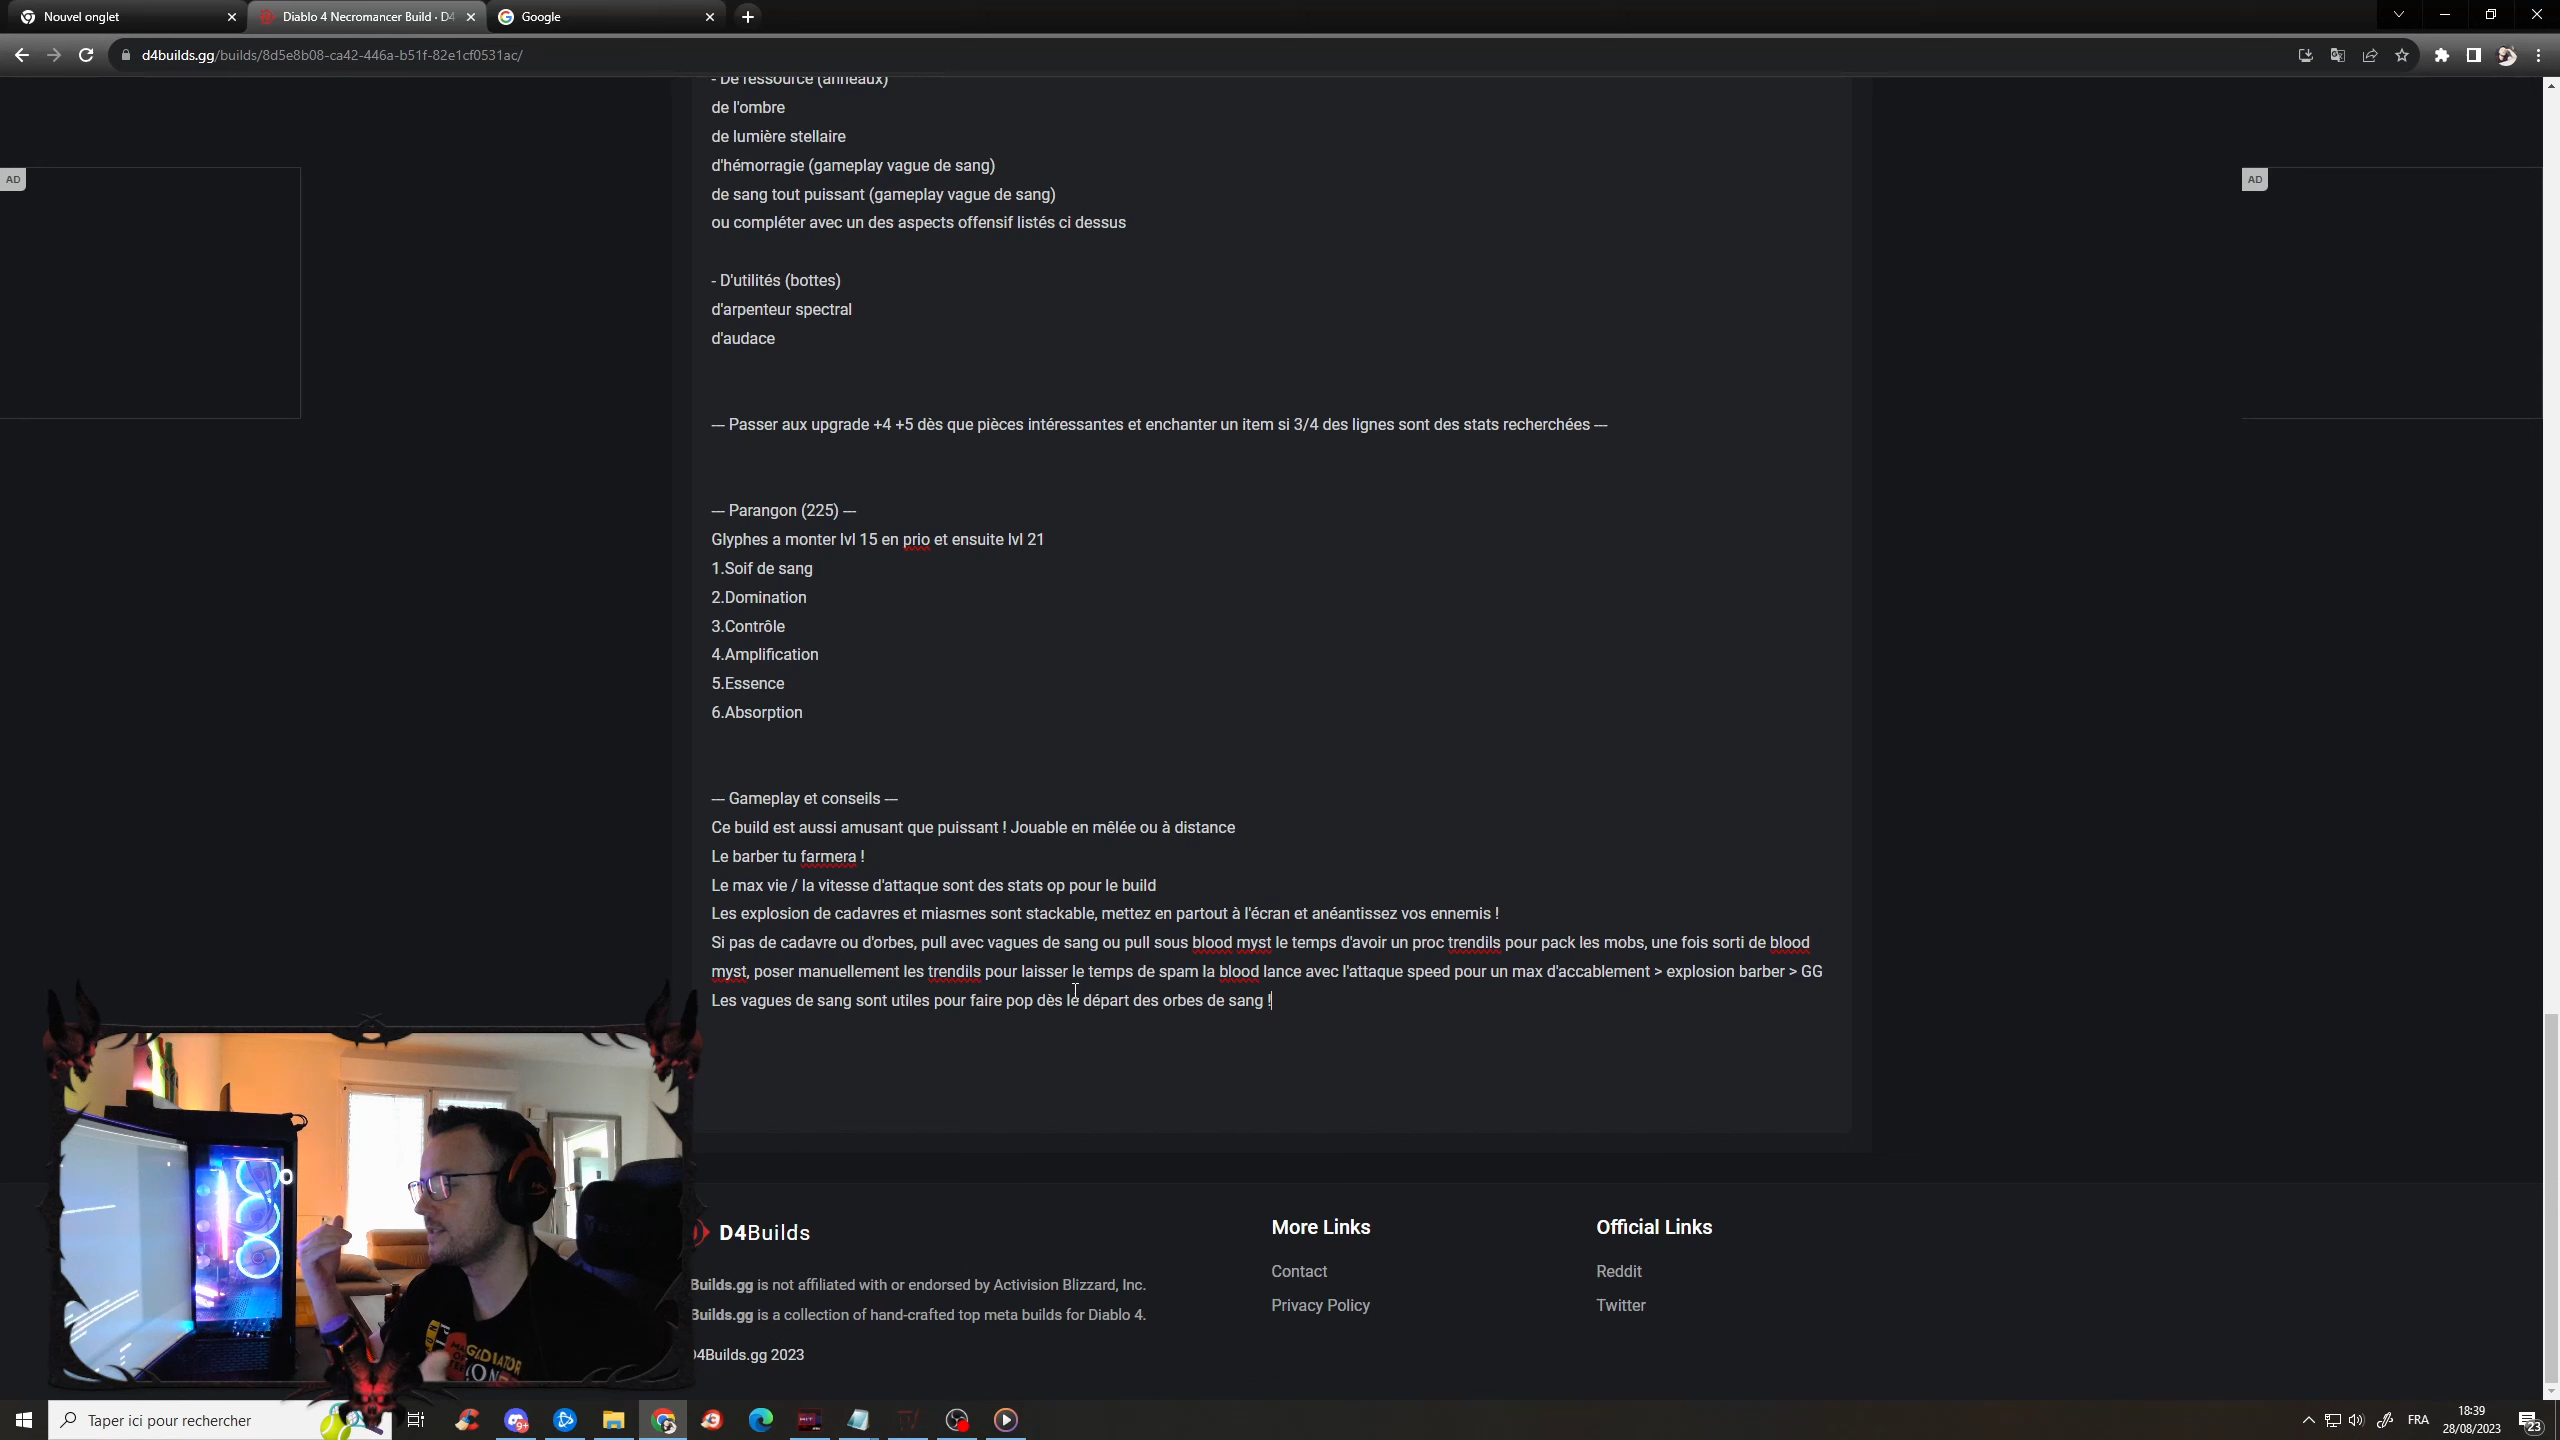 Nouvel onglet
Diablo 4 Necromancer Build · D4
Google
d4builds.gg/builds/8d5e8b08-ca42-446a-b51f-82e1cf0531ac/
- De ressource (anneaux)
de l'ombre
de lumière stellaire
d'hémorragie (gameplay vague de sang)
de sang tout puissant (gameplay vague de sang)
ou compléter avec un des aspects offensif listés ci dessus
AD
AD
- D'utilités (bottes)
d'arpenteur spectral
d'audace
--- Passer aux upgrade +4 +5 dès que pièces intéressantes et enchanter un item si 3/4 des lignes sont des stats recherchées ---
--- Parangon (225) ---
Glyphes a monter lvl 15 en prio et ensuite lvl 21
1.Soif de sang
2.Domination
3.Contrôle
4.Amplification
5.Essence
6.Absorption
--- Gameplay et conseils ---
Ce build est aussi amusant que puissant ! Jouable en mêlée ou à distance
Le barber tu farmera !
Le max vie / la vitesse d'attaque sont des stats op pour le build
Les explosion de cadavres et miasmes sont stackable, mettez en partout à l'écran et anéantissez vos ennemis !
Si pas de cadavre ou d'orbes, pull avec vagues de sang ou pull sous blood myst le temps d'avoir un proc trendils pour pack les mobs, une fois sorti de blood
myst, poser manuellement les trendils pour laisser le temps de spam la blood lance avec l'attaque speed pour un max d'accablement > explosion barber > GG
Les vagues de sang sont utiles pour faire pop dès le départ des orbes de sang !
GLADIATOR
D4Builds
Builds.gg is not affiliated with or endorsed by Activision Blizzard, Inc.
Builds.gg is a collection of hand-crafted top meta builds for Diablo 4.
D4Builds.gg 2023
More Links
Contact
Privacy Policy
Official Links
Reddit
Twitter
Taper ici pour rechercher
9+
FRA
18:39
28/08/2023
23